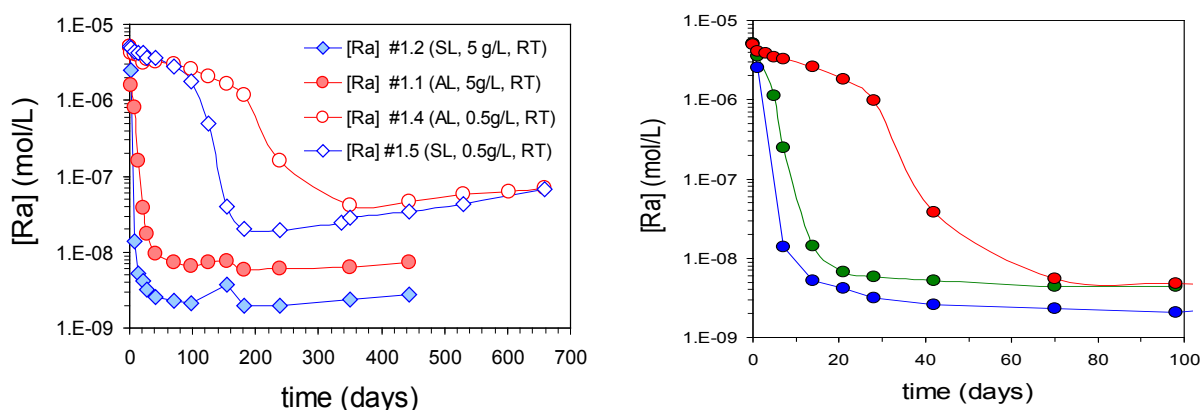 [Ra] (mol/L)
1.E-05
1.E-06
1.E-07
1.E-08
1.E-09
0 100 200 300 400 500 600 700
time (days)
[Ra] #1.2 (SL, 5 g/L, RT)
[Ra] #1.1 (AL, 5g/L, RT)
[Ra] #1.4 (AL, 0.5g/L, RT)
[Ra] #1.5 (SL, 0.5g/L, RT)
[Ra] (mol/L)
1.E-05
1.E-06
1.E-07
1.E-08
1.E-09
0 20 40 60 80 100
time (days)